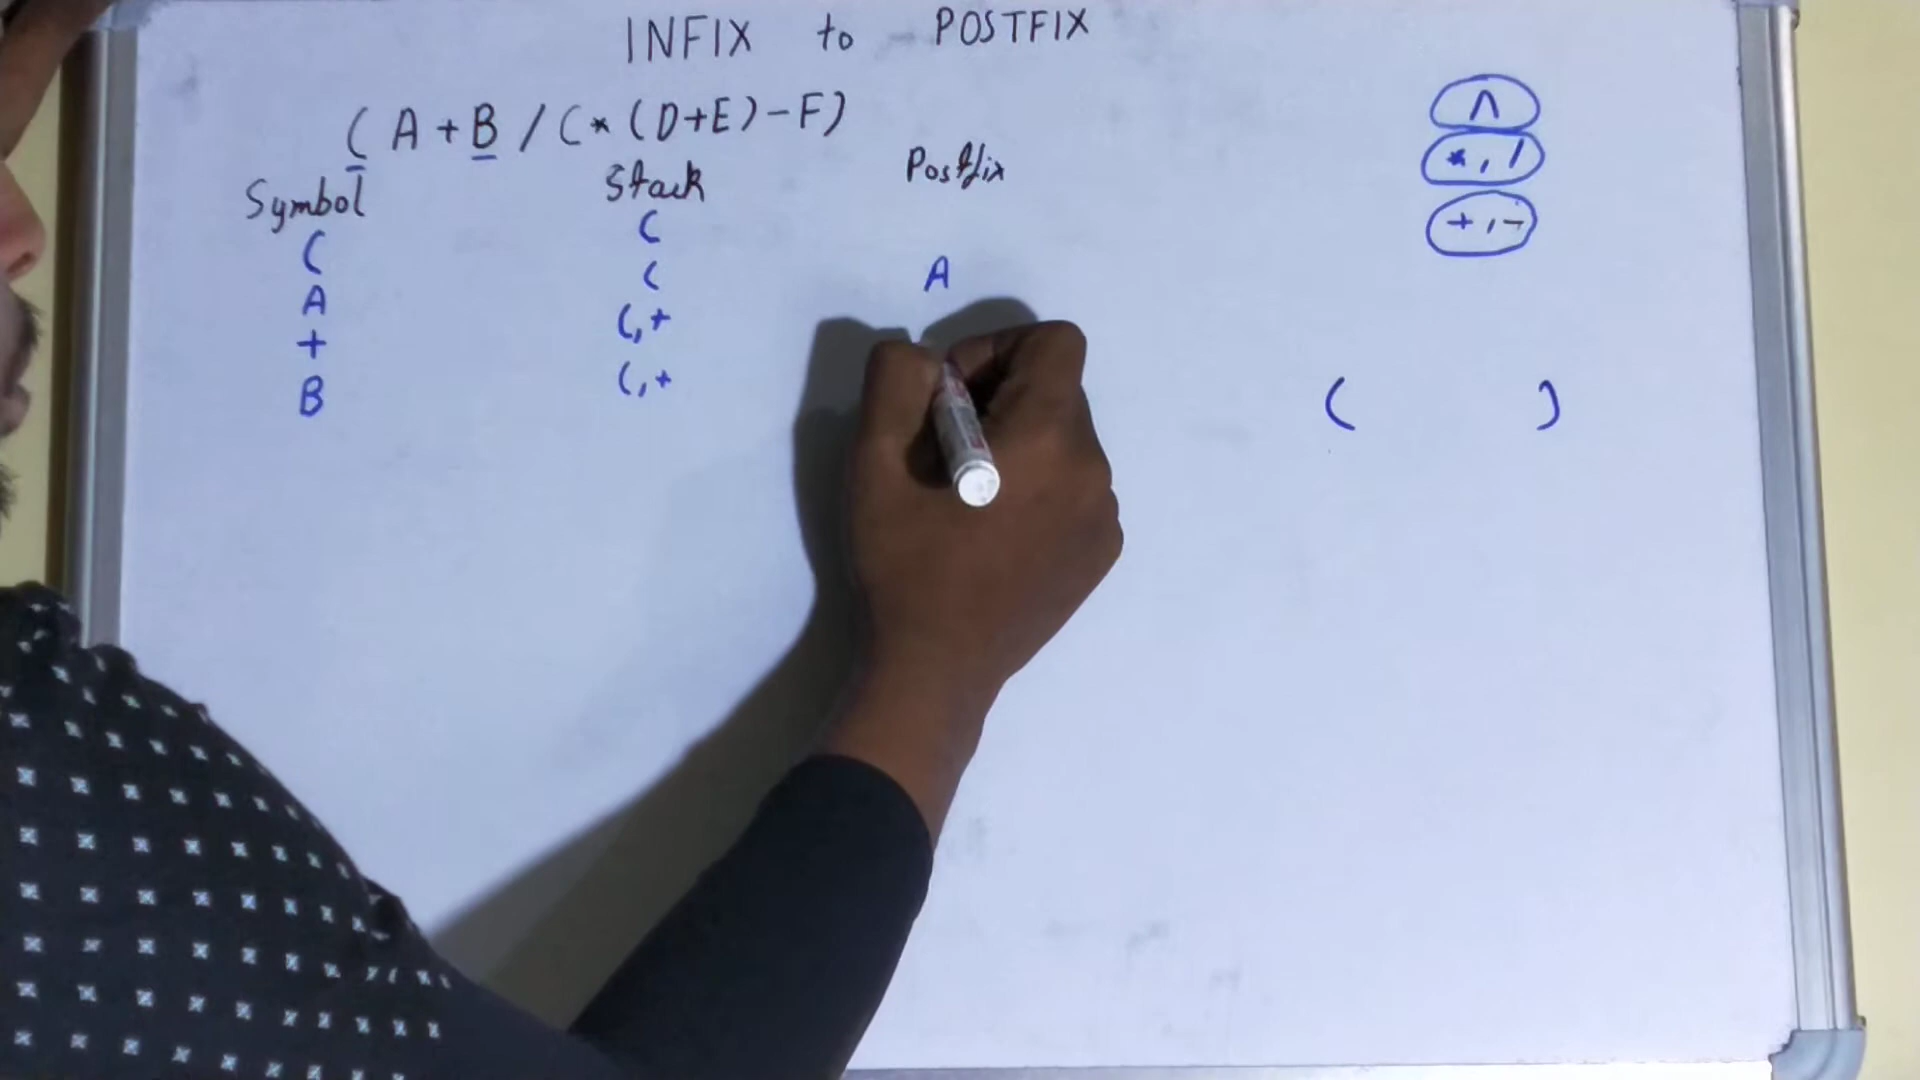 INFIX to POSTFIX
( A + B / C * ( D + E ) - F )
Symbol Stack Postfix
( (
A ( A
+ (, +
B (, +
^
*, /
+, -
( )